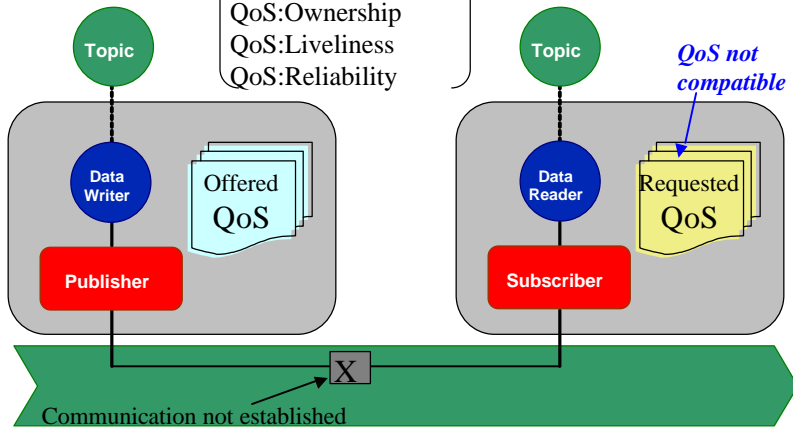 QoS:Ownership
QoS:Liveliness
QoS:Reliability
Topic
Topic
QoS not
compatible
Data
Writer
Offered
QoS
Data
Reader
Requested
QoS
Publisher
Subscriber
X
Communication not established